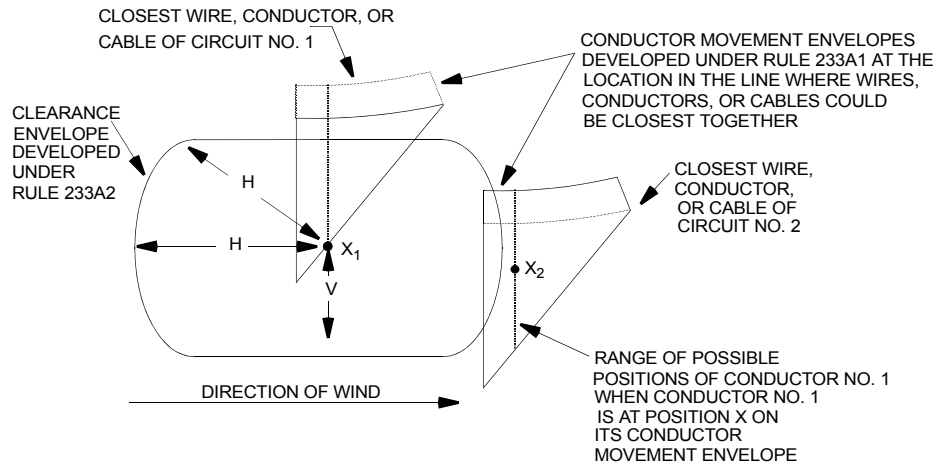 CLOSEST WIRE, CONDUCTOR, OR
CABLE OF CIRCUIT NO. 1
CONDUCTOR MOVEMENT ENVELOPES
DEVELOPED UNDER RULE 233A1 AT THE
LOCATION IN THE LINE WHERE WIRES,
CONDUCTORS, OR CABLES COULD
BE CLOSEST TOGETHER
CLEARANCE
ENVELOPE
DEVELOPED
UNDER
RULE 233A2
CLOSEST WIRE,
CONDUCTOR,
OR CABLE OF
CIRCUIT NO. 2
H
H
X1
V
X2
RANGE OF POSSIBLE
POSITIONS OF CONDUCTOR NO. 1
WHEN CONDUCTOR NO. 1
IS AT POSITION X ON
ITS CONDUCTOR
MOVEMENT ENVELOPE
DIRECTION OF WIND